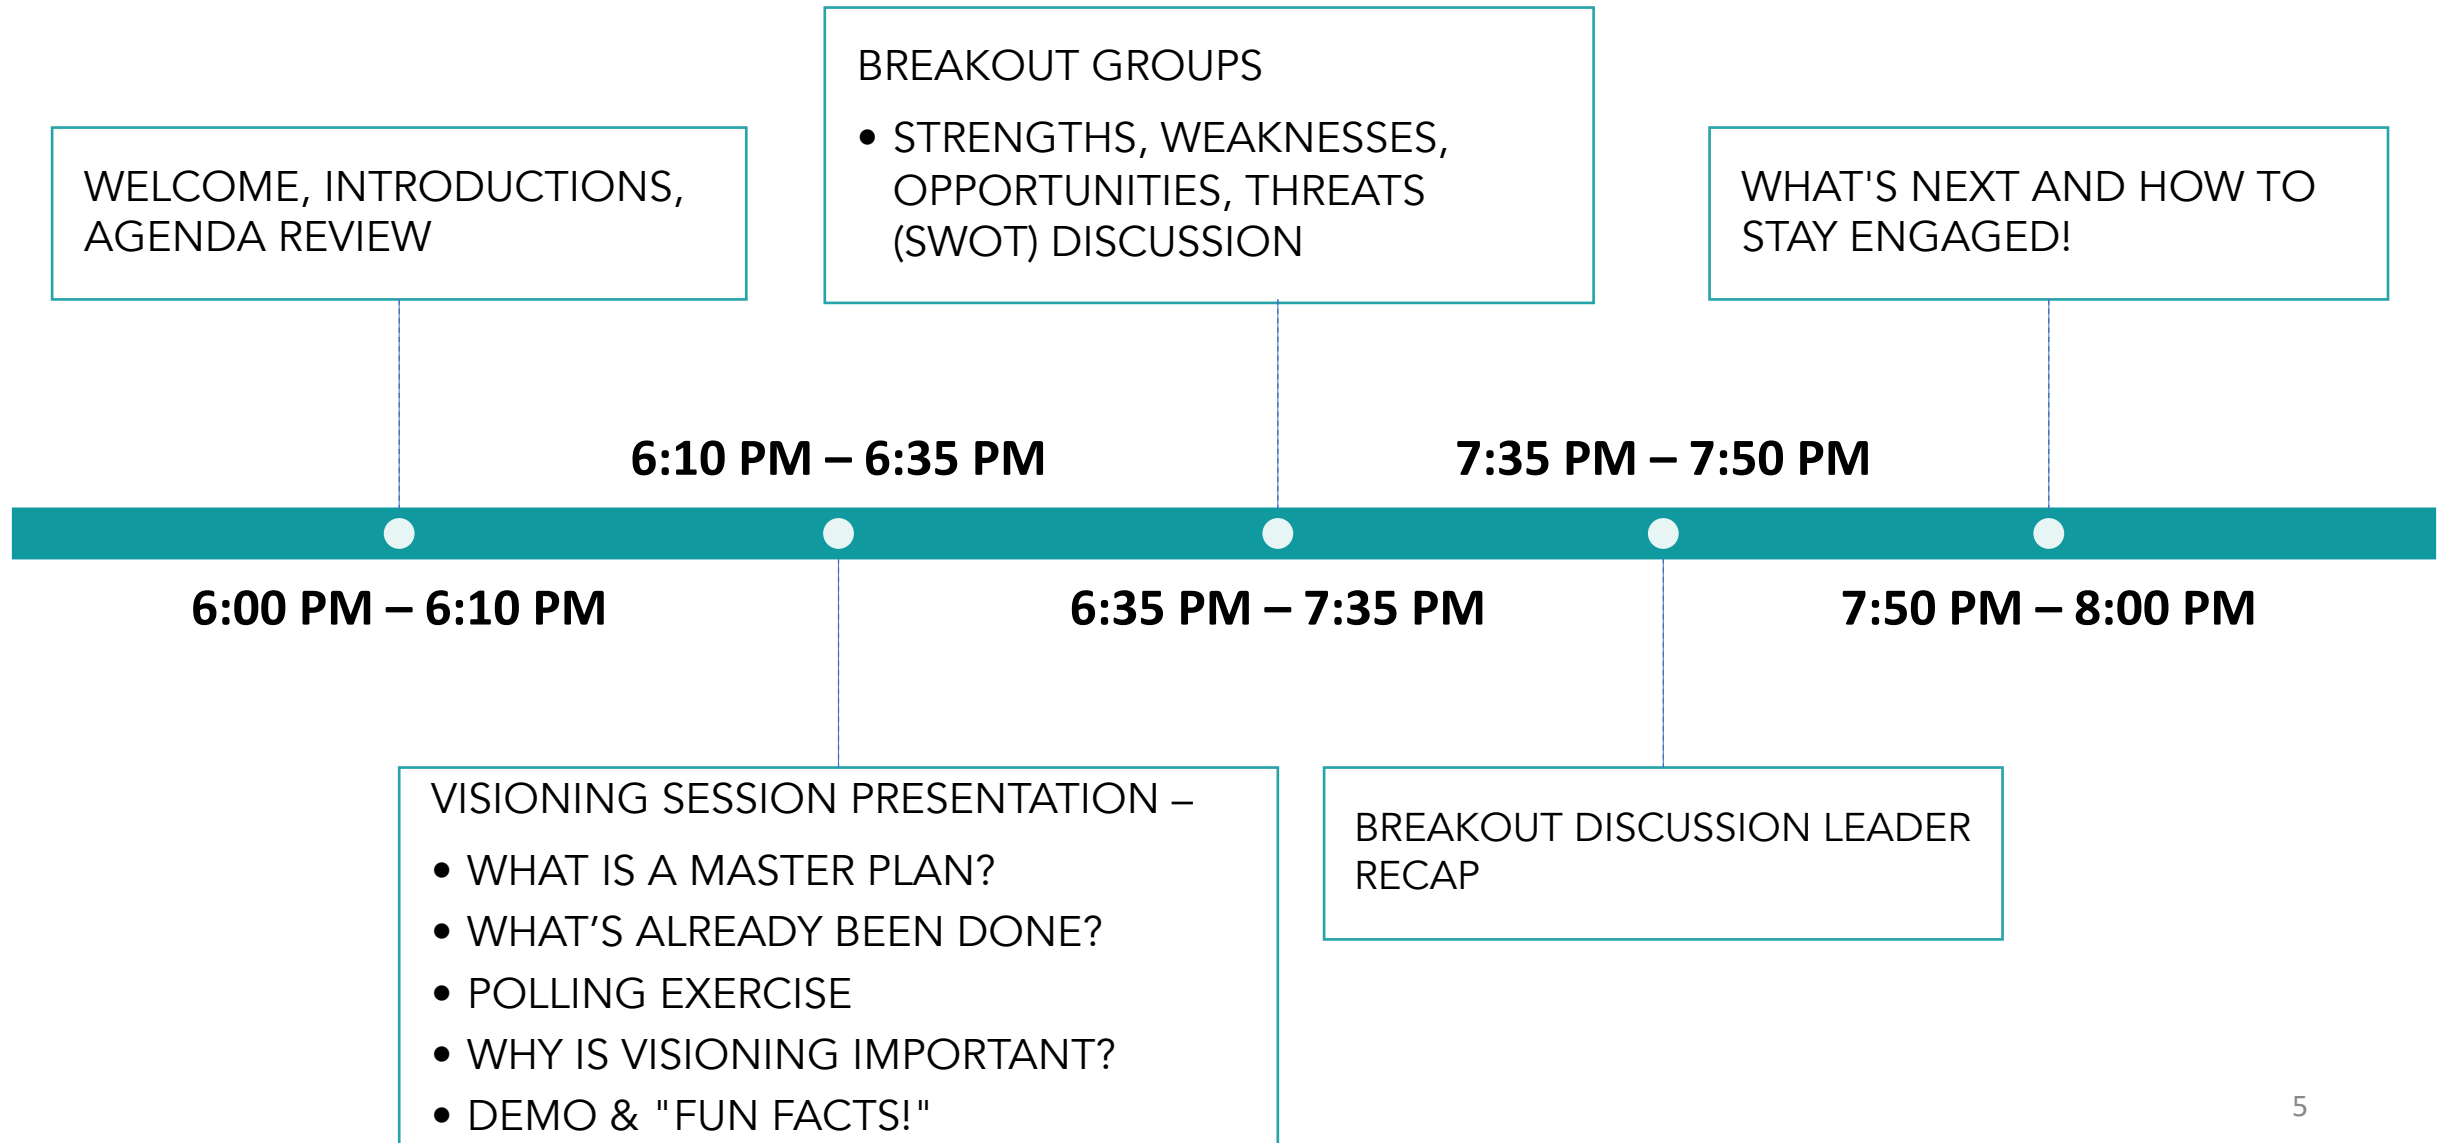 WELCOME, INTRODUCTIONS,
AGENDA REVIEW
6:00 PM – 6:10 PM
6:10 PM – 6:35 PM
VISIONING SESSION PRESENTATION –
• WHAT IS A MASTER PLAN?
• WHAT’S ALREADY BEEN DONE?
• POLLING EXERCISE
• WHY IS VISIONING IMPORTANT?
• DEMO & "FUN FACTS!"
BREAKOUT GROUPS
• STRENGTHS, WEAKNESSES,
OPPORTUNITIES, THREATS
(SWOT) DISCUSSION
6:35 PM – 7:35 PM
7:35 PM – 7:50 PM
BREAKOUT DISCUSSION LEADER
RECAP
WHAT'S NEXT AND HOW TO
STAY ENGAGED!
7:50 PM – 8:00 PM
5